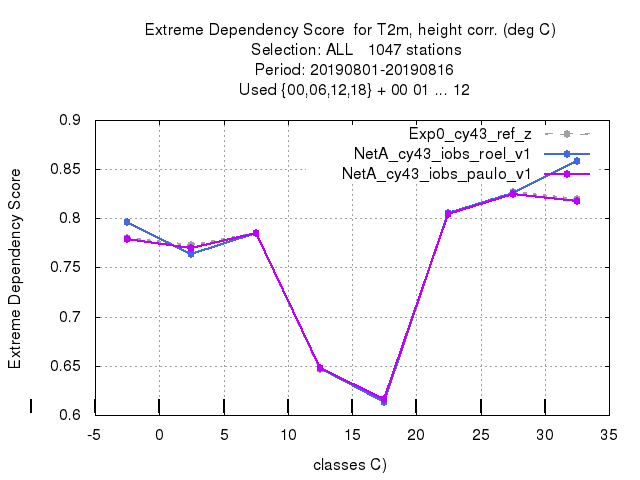 Extreme Dependency Score  for T2m, height corr. (deg C)
Selection: ALL   1047 stations
Period: 20190801-20190816
Used {00,06,12,18} + 00 01 ... 12
Exp0_cy43_ref_z
NetA_cy43_iobs_roel_v1
NetA_cy43_iobs_paulo_v1
Extreme Dependency Score
0.9
0.85
0.8
0.75
0.7
0.65
0.6
-5 0 5 10 15 20 25 30 35
classes C)